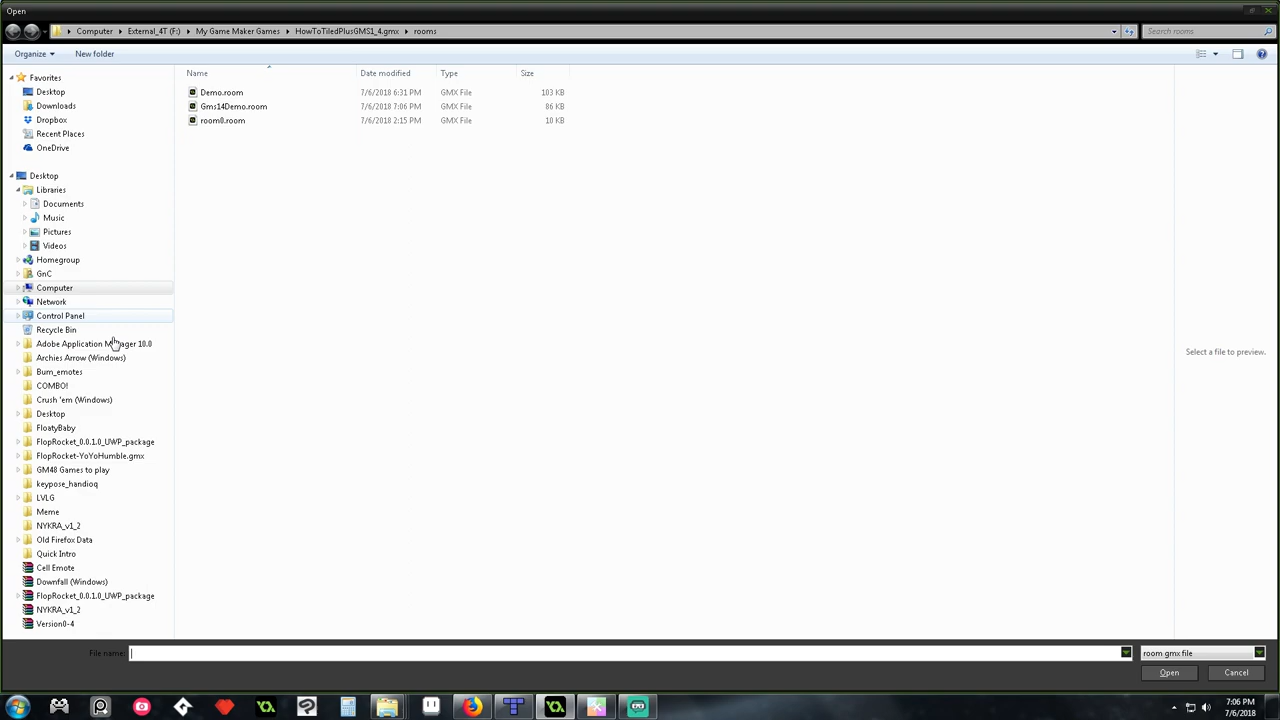 Open
Computer External_4T (F:) My Game Maker Games HowToTiledPlusGMS1_4.gmx rooms Search rooms
Organize New folder
Name Date modified Type Size
Demo.room 7/6/2018 6:31 PM GMX File 103 KB
Gms14Demo.room 7/6/2018 7:06 PM GMX File 86 KB
room0.room 7/6/2018 2:15 PM GMX File 10 KB
Favorites
Desktop
Downloads
Dropbox
Recent Places
OneDrive
Desktop
Libraries
Documents
Music
Pictures
Videos
Homegroup
GnC
Computer
Network
Control Panel
Recycle Bin
Adobe Application Manager 10.0
Archies Arrow (Windows)
Bum_emotes
COMBO!
Crush 'em (Windows)
Desktop
FloatyBaby
FlopRocket_0.0.1.0_UWP_package
FlopRocket-YoYoHumble.gmx
GM48 Games to play
keypose_handioq
LVLG
Meme
NYKRA_v1_2
Old Firefox Data
Quick Intro
Cell Emote
Downfall (Windows)
FlopRocket_0.0.1.0_UWP_package
NYKRA_v1_2
Version0-4
Select a file to preview.
File name: room gmx file
Open Cancel
7:06 PM
7/6/2018